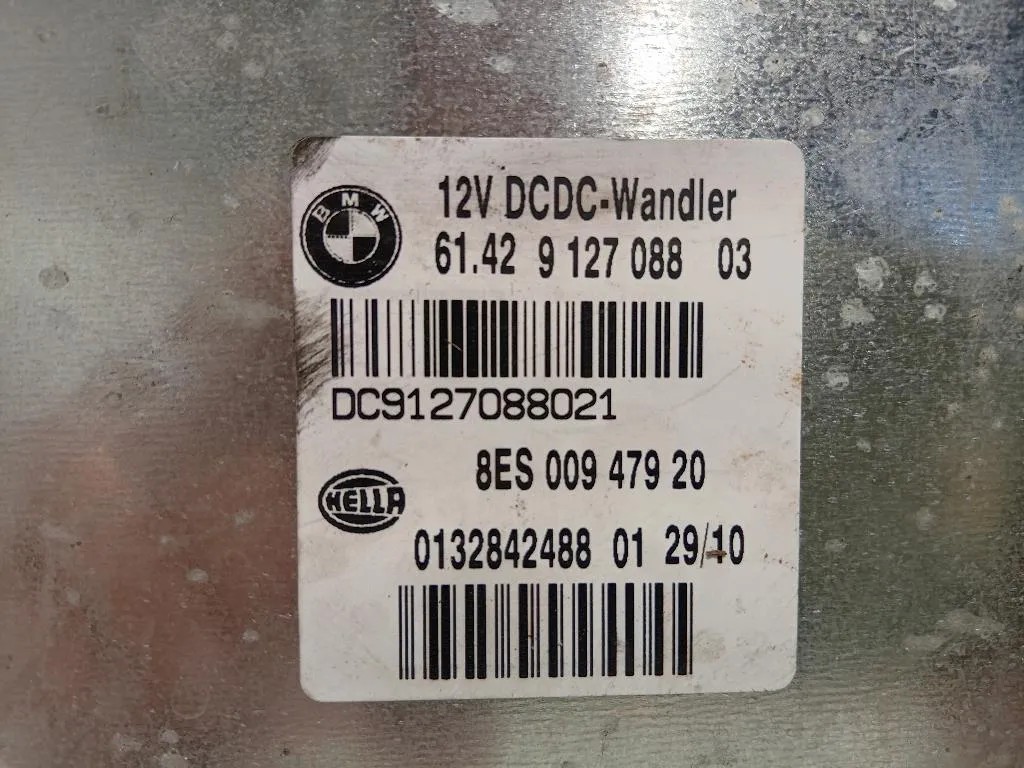 BMW
12V DCDC-Wandler
61.42 9 127 088 03
DC9127088021
8ES 009 479 20
HELLA
0132842488 01 29/10